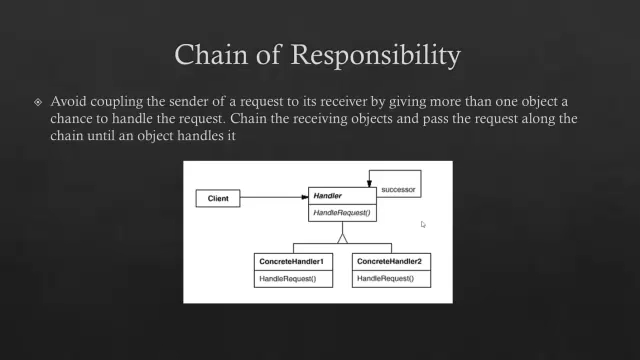 Chain of Responsibility
Avoid coupling the sender of a request to its receiver by giving more than one object a
chance to handle the request. Chain the receiving objects and pass the request along the
chain until an object handles it
successor
Client
Handler
HandleRequest()
ConcreteHandler1
ConcreteHandler2
HandleRequest()
HandleRequest()